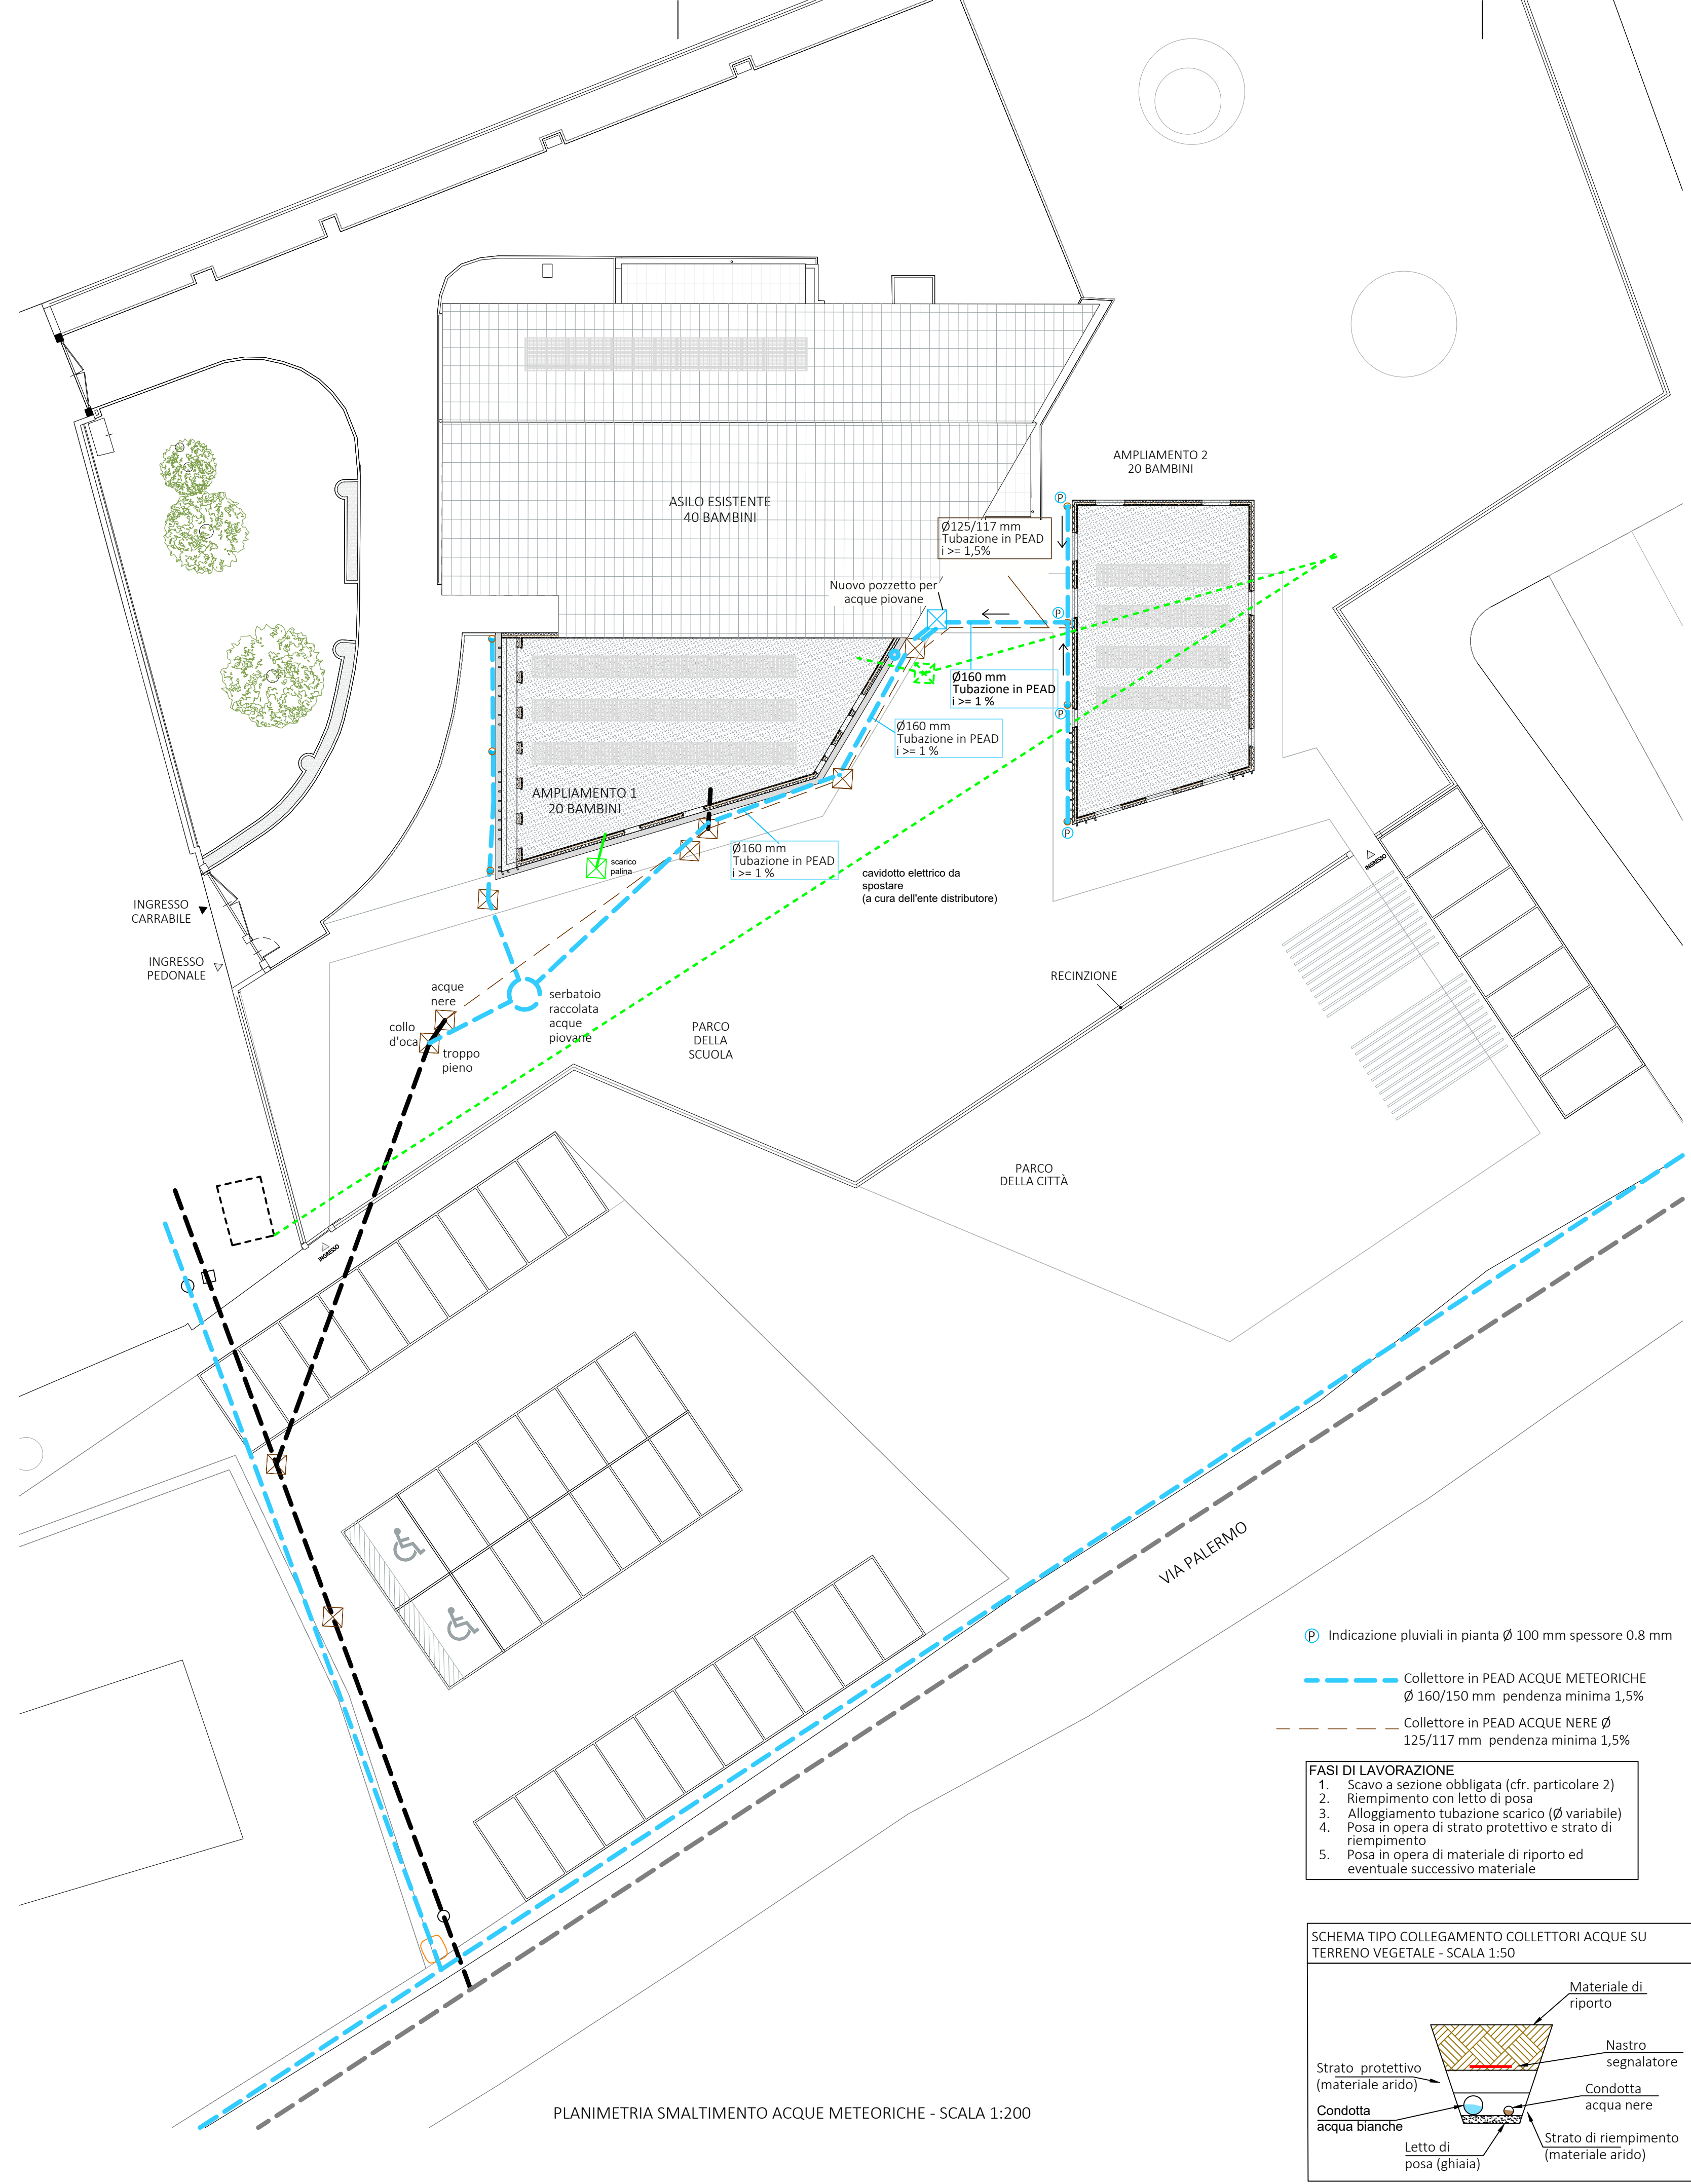 AMPLIAMENTO 2
20 BAMBINI
P
ASILO ESISTENTE
40 BAMBINI
Ø125/117 mm
Tubazione in PEAD
i >= 1,5%
Nuovo pozzetto per
acque piovane
P
Ø160 mm
Tubazione in PEAD
i >= 1 %
P
Ø160 mm
Tubazione in PEAD
i >= 1 %
AMPLIAMENTO 1
20 BAMBINI
P
Ø160 mm
Tubazione in PEAD
i >= 1 %
scarico
palina
cavidotto elettrico da
spostare
(a cura dell'ente distributore)
INGRESSO
INGRESSO
CARRABILE
INGRESSO
PEDONALE
RECINZIONE
acque
nere
serbatoio
raccolata
acque
piovane
collo
d'oca
troppo
pieno
PARCO
DELLA
SCUOLA
PARCO
DELLA CITTÀ
INGRESSO
VIA PALERMO
P Indicazione pluviali in pianta Ø 100 mm spessore 0.8 mm
Collettore in PEAD ACQUE METEORICHE
Ø 160/150 mm pendenza minima 1,5%
Collettore in PEAD ACQUE NERE Ø
125/117 mm pendenza minima 1,5%
FASI DI LAVORAZIONE
1. Scavo a sezione obbligata (cfr. particolare 2)
2. Riempimento con letto di posa
3. Alloggiamento tubazione scarico (Ø variabile)
4. Posa in opera di strato protettivo e strato di
riempimento
5. Posa in opera di materiale di riporto ed
eventuale successivo materiale
SCHEMA TIPO COLLEGAMENTO COLLETTORI ACQUE SU
TERRENO VEGETALE - SCALA 1:50
Materiale di
riporto
Nastro
segnalatore
Strato protettivo
(materiale arido)
Condotta
acqua nere
Condotta
acqua bianche
Letto di
posa (ghiaia)
Strato di riempimento
(materiale arido)
PLANIMETRIA SMALTIMENTO ACQUE METEORICHE - SCALA 1:200